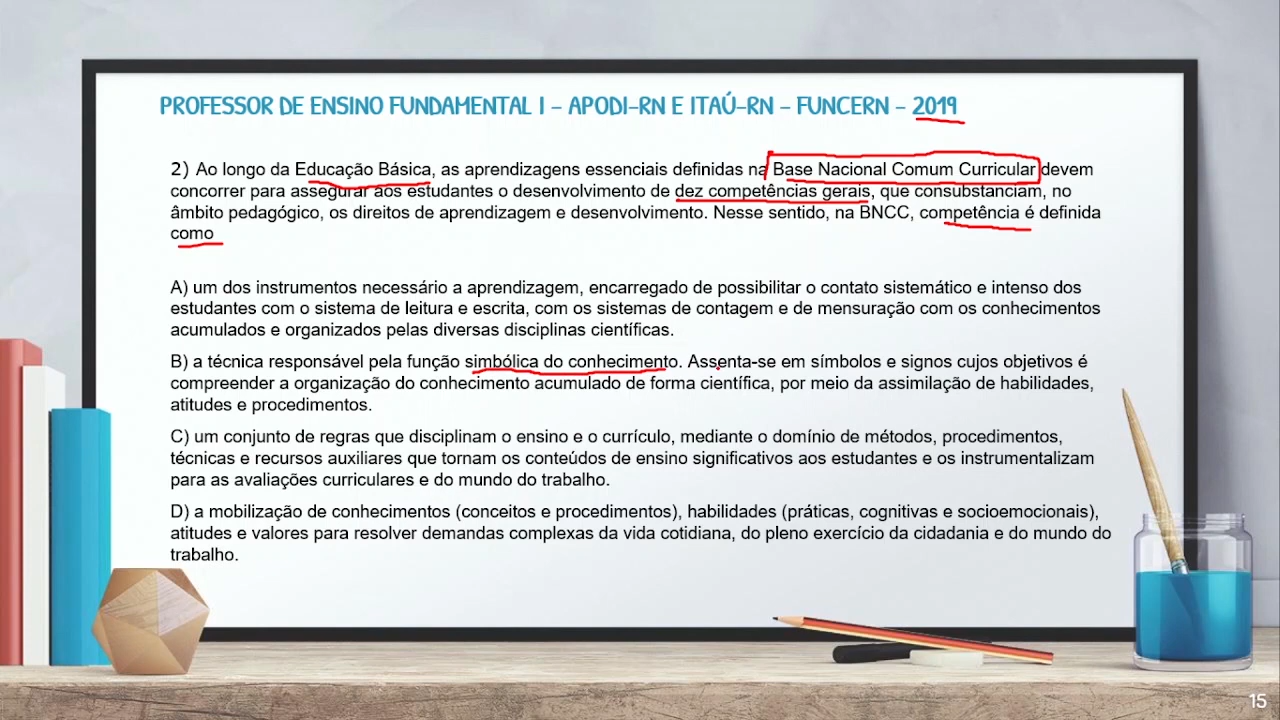 PROFESSOR DE ENSINO FUNDAMENTAL I – APODI-RN E ITAÚ-RN – FUNCERN – 2019
2) Ao longo da Educação Básica, as aprendizagens essenciais definidas na Base Nacional Comum Curricular devem
concorrer para assegurar aos estudantes o desenvolvimento de dez competências gerais, que consubstanciam, no
âmbito pedagógico, os direitos de aprendizagem e desenvolvimento. Nesse sentido, na BNCC, competência é definida
como
A) um dos instrumentos necessário a aprendizagem, encarregado de possibilitar o contato sistemático e intenso dos
estudantes com o sistema de leitura e escrita, com os sistemas de contagem e de mensuração com os conhecimentos
acumulados e organizados pelas diversas disciplinas científicas.
B) a técnica responsável pela função simbólica do conhecimento. Assenta-se em símbolos e signos cujos objetivos é
compreender a organização do conhecimento acumulado de forma científica, por meio da assimilação de habilidades,
atitudes e procedimentos.
C) um conjunto de regras que disciplinam o ensino e o currículo, mediante o domínio de métodos, procedimentos,
técnicas e recursos auxiliares que tornam os conteúdos de ensino significativos aos estudantes e os instrumentalizam
para as avaliações curriculares e do mundo do trabalho.
D) a mobilização de conhecimentos (conceitos e procedimentos), habilidades (práticas, cognitivas e socioemocionais),
atitudes e valores para resolver demandas complexas da vida cotidiana, do pleno exercício da cidadania e do mundo do
trabalho.
15